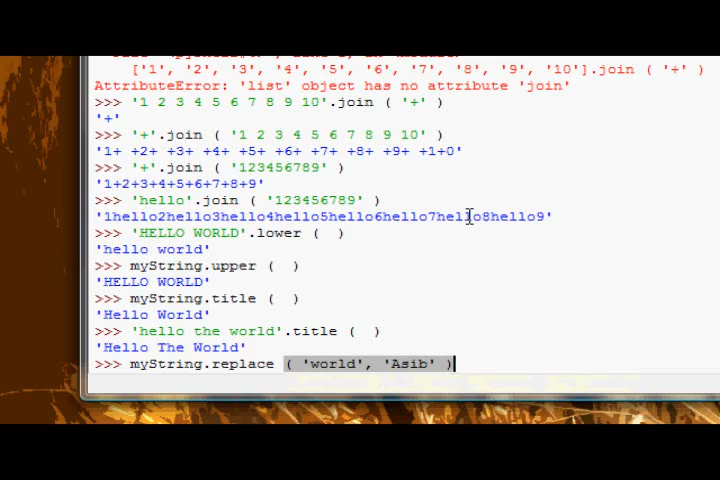 ['1', '2', '3', '4', '5', '6', '7', '8', '9', '10'].join ( '+' )
AttributeError: 'list' object has no attribute 'join'
>>> '1 2 3 4 5 6 7 8 9 10'.join ( '+' )
'+'
>>> '+'.join ( '1 2 3 4 5 6 7 8 9 10' )
'1+ +2+ +3+ +4+ +5+ +6+ +7+ +8+ +9+ +1+0'
>>> '+'.join ( '123456789' )
'1+2+3+4+5+6+7+8+9'
>>> 'hello'.join ( '123456789' )
'1hello2hello3hello4hello5hello6hello7hello8hello9'
>>> 'HELLO WORLD'.lower (  )
'hello world'
>>> myString.upper (  )
'HELLO WORLD'
>>> myString.title (  )
'Hello World'
>>> 'hello the world'.title (  )
'Hello The World'
>>> myString.replace ( 'world', 'Asib' )